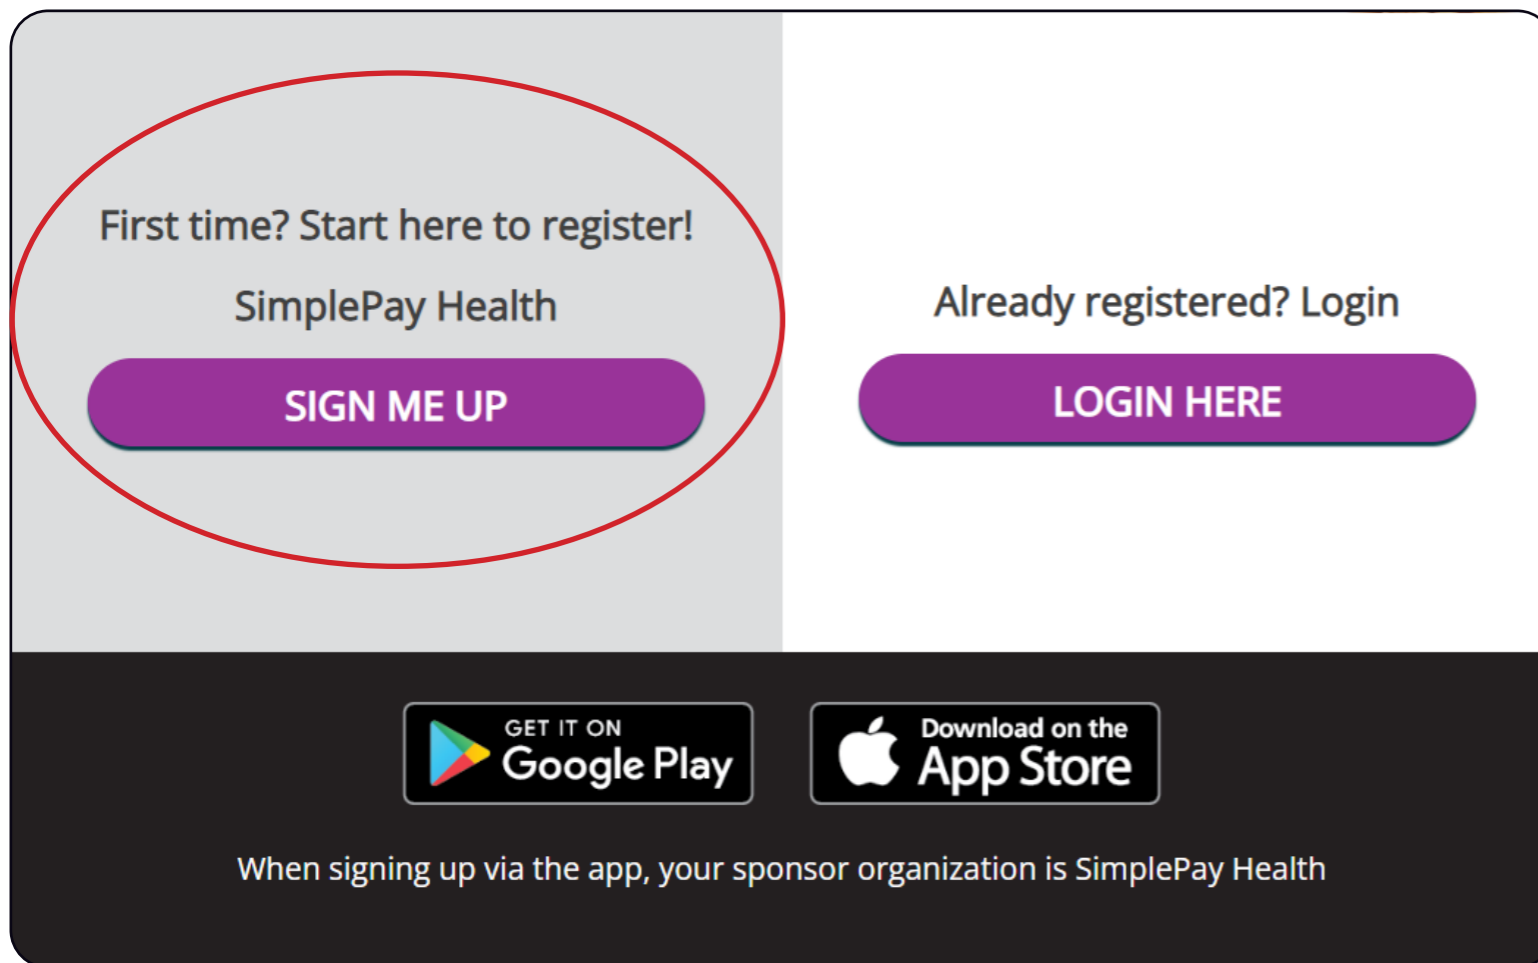 First time? Start here to register!
SimplePay Health
SIGN ME UP
Already registered? Login
LOGIN HERE
GET IT ON
Google Play
Download on the
App Store
When signing up via the app, your sponsor organization is SimplePay Health